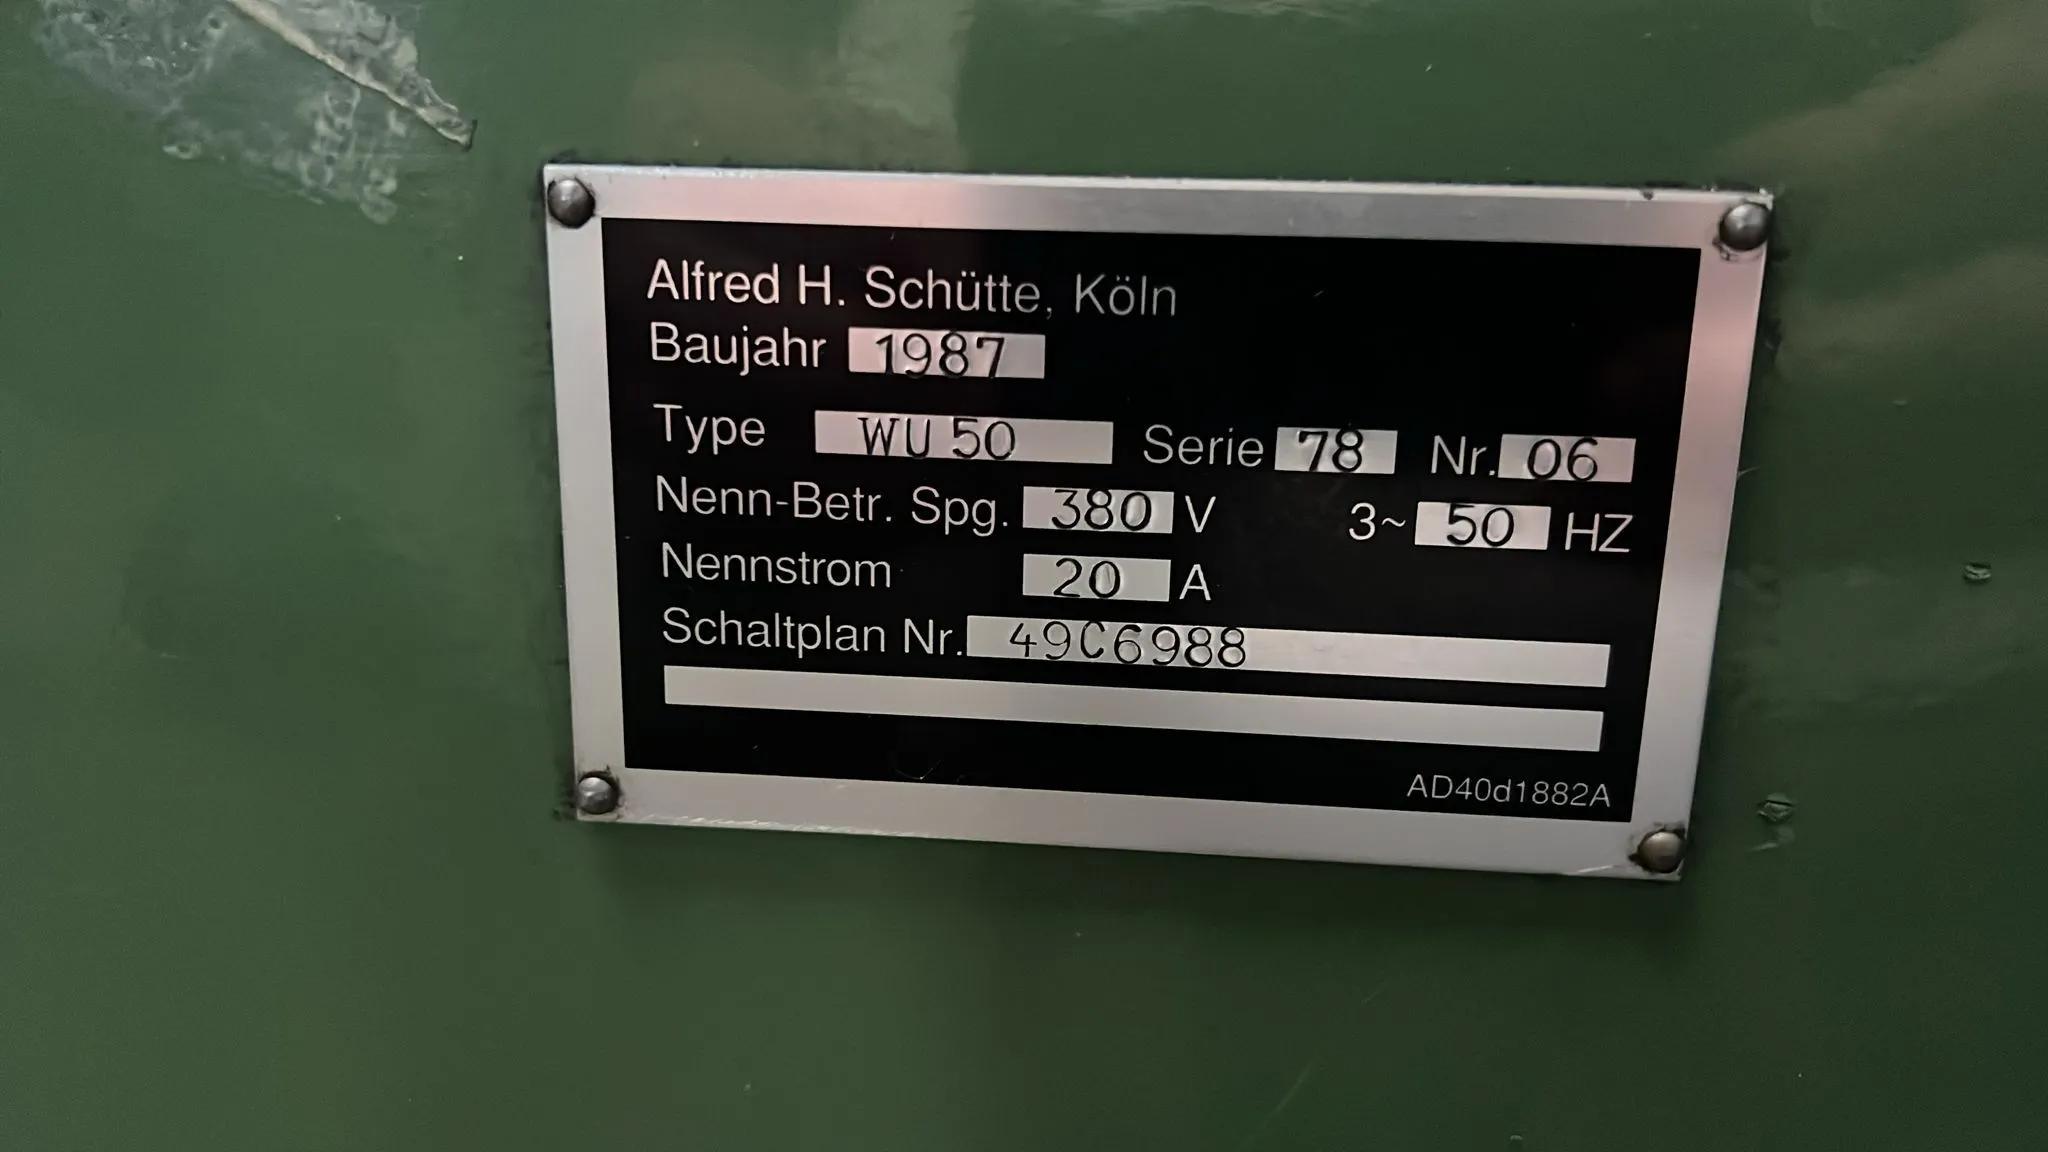 Alfred H. Schütte, Köln
Baujahr 1987
Type WU 50 Serie 78 Nr. 06
Nenn-Betr. Spg. 380 V 3~ 50 HZ
Nennstrom 20 A
Schaltplan Nr. 49C6988
AD40d1882A